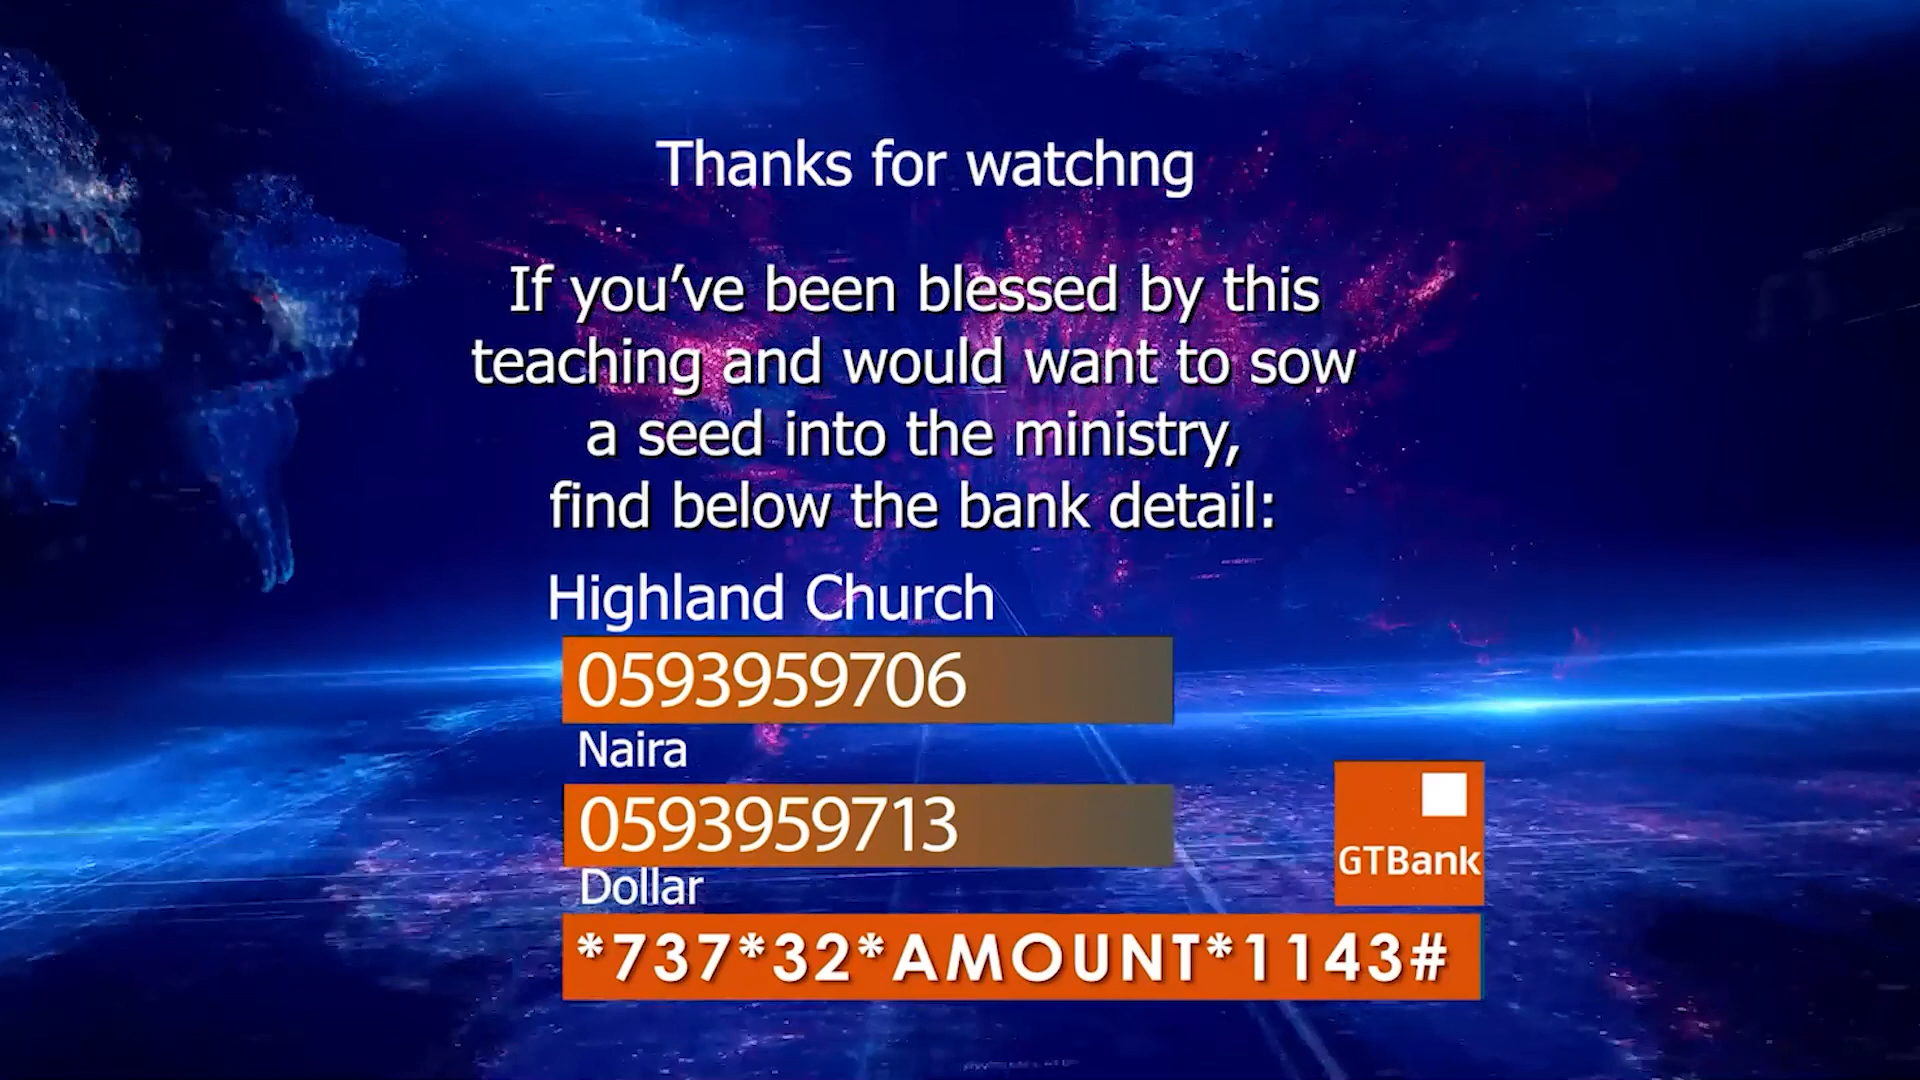 Thanks for watchng
If you’ve been blessed by this
teaching and would want to sow
a seed into the ministry,
find below the bank detail:
Highland Church
0593959706
Naira
0593959713
Dollar
GTBank
*737*32*AMOUNT*1143#